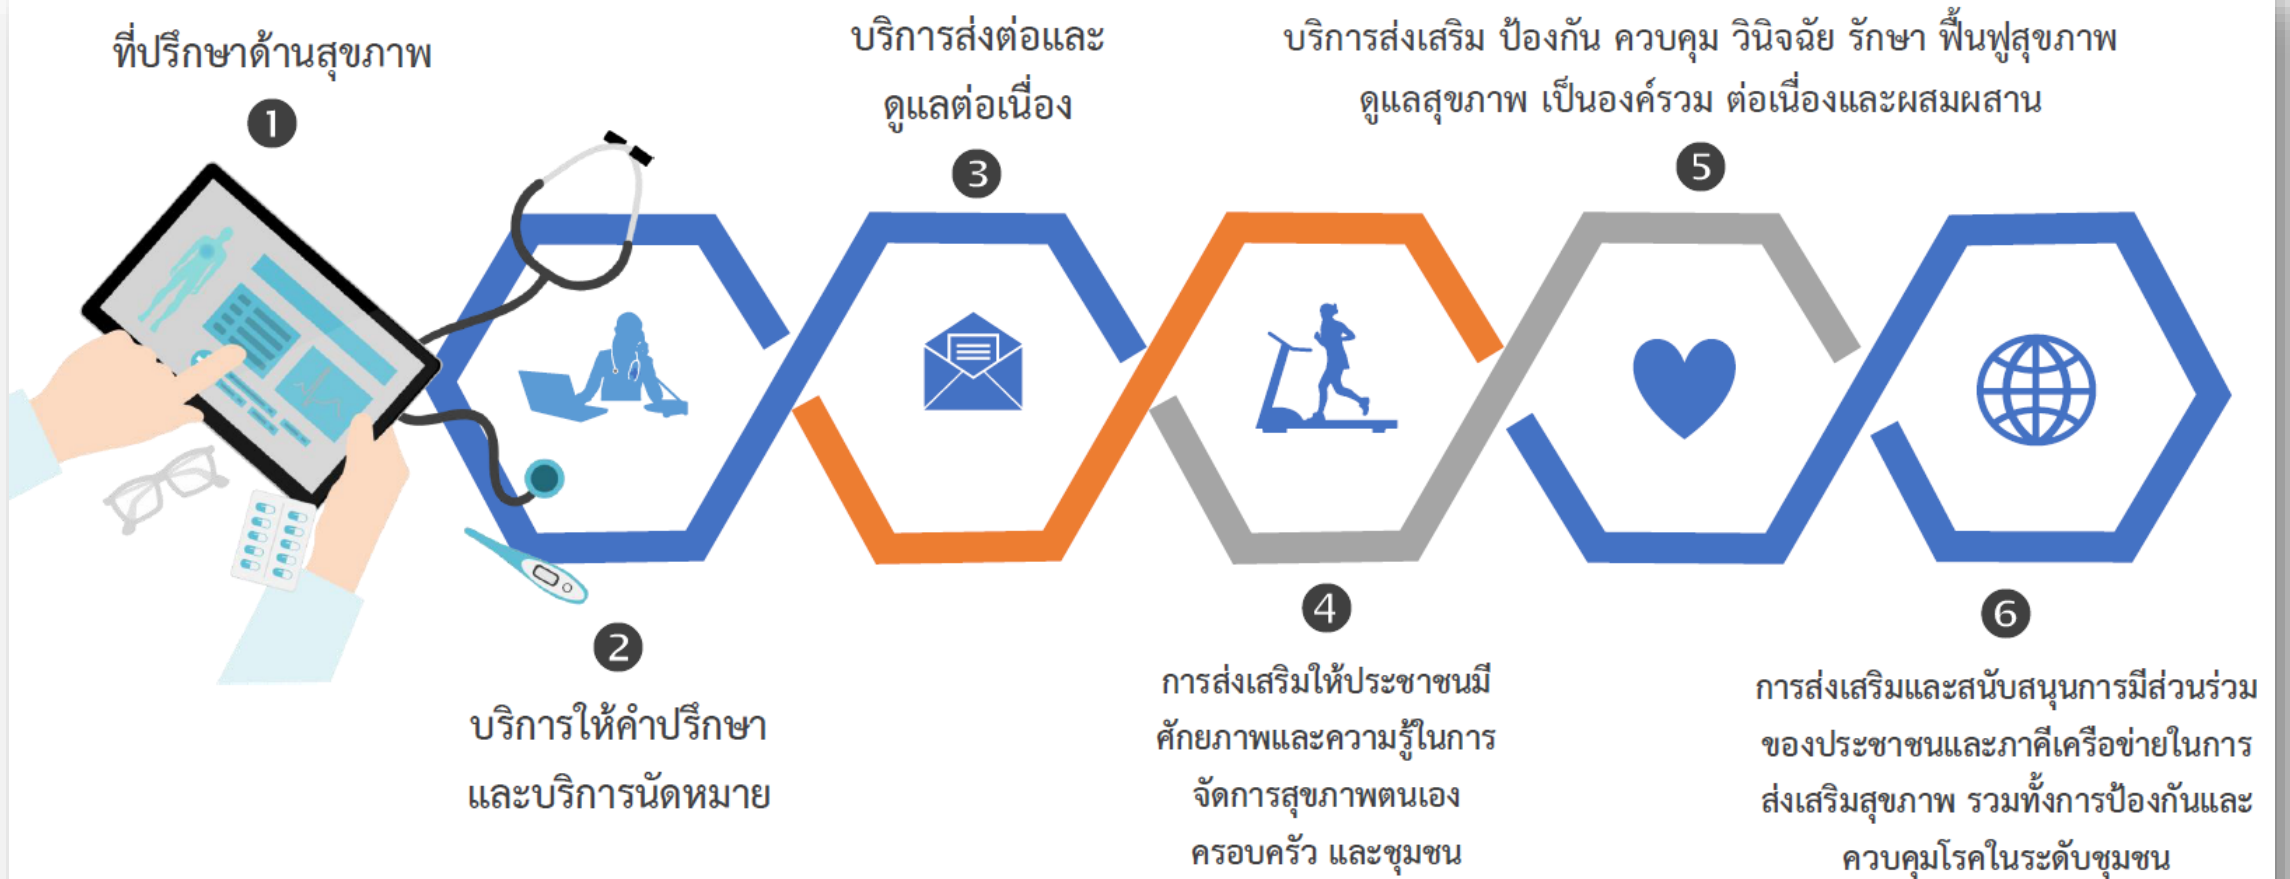 ที่ปรึกษาด้านสุขภาพ
1
2
บริการให้คำปรึกษา
และบริการนัดหมาย
บริการส่งต่อและ
ดูแลต่อเนื่อง
3
4
การส่งเสริมให้ประชาชนมี
ศักยภาพและความรู้ในการ
จัดการสุขภาพตนเอง
ครอบครัว และชุมชน
บริการส่งเสริม ป้องกัน ควบคุม วินิจฉัย รักษา ฟื้นฟูสุขภาพ
ดูแลสุขภาพ เป็นองค์รวม ต่อเนื่องและผสมผสาน
5
6
การส่งเสริมและสนับสนุนการมีส่วนร่วม
ของประชาชนและภาคีเครือข่ายในการ
ส่งเสริมสุขภาพ รวมทั้งการป้องกันและ
ควบคุมโรคในระดับชุมชน